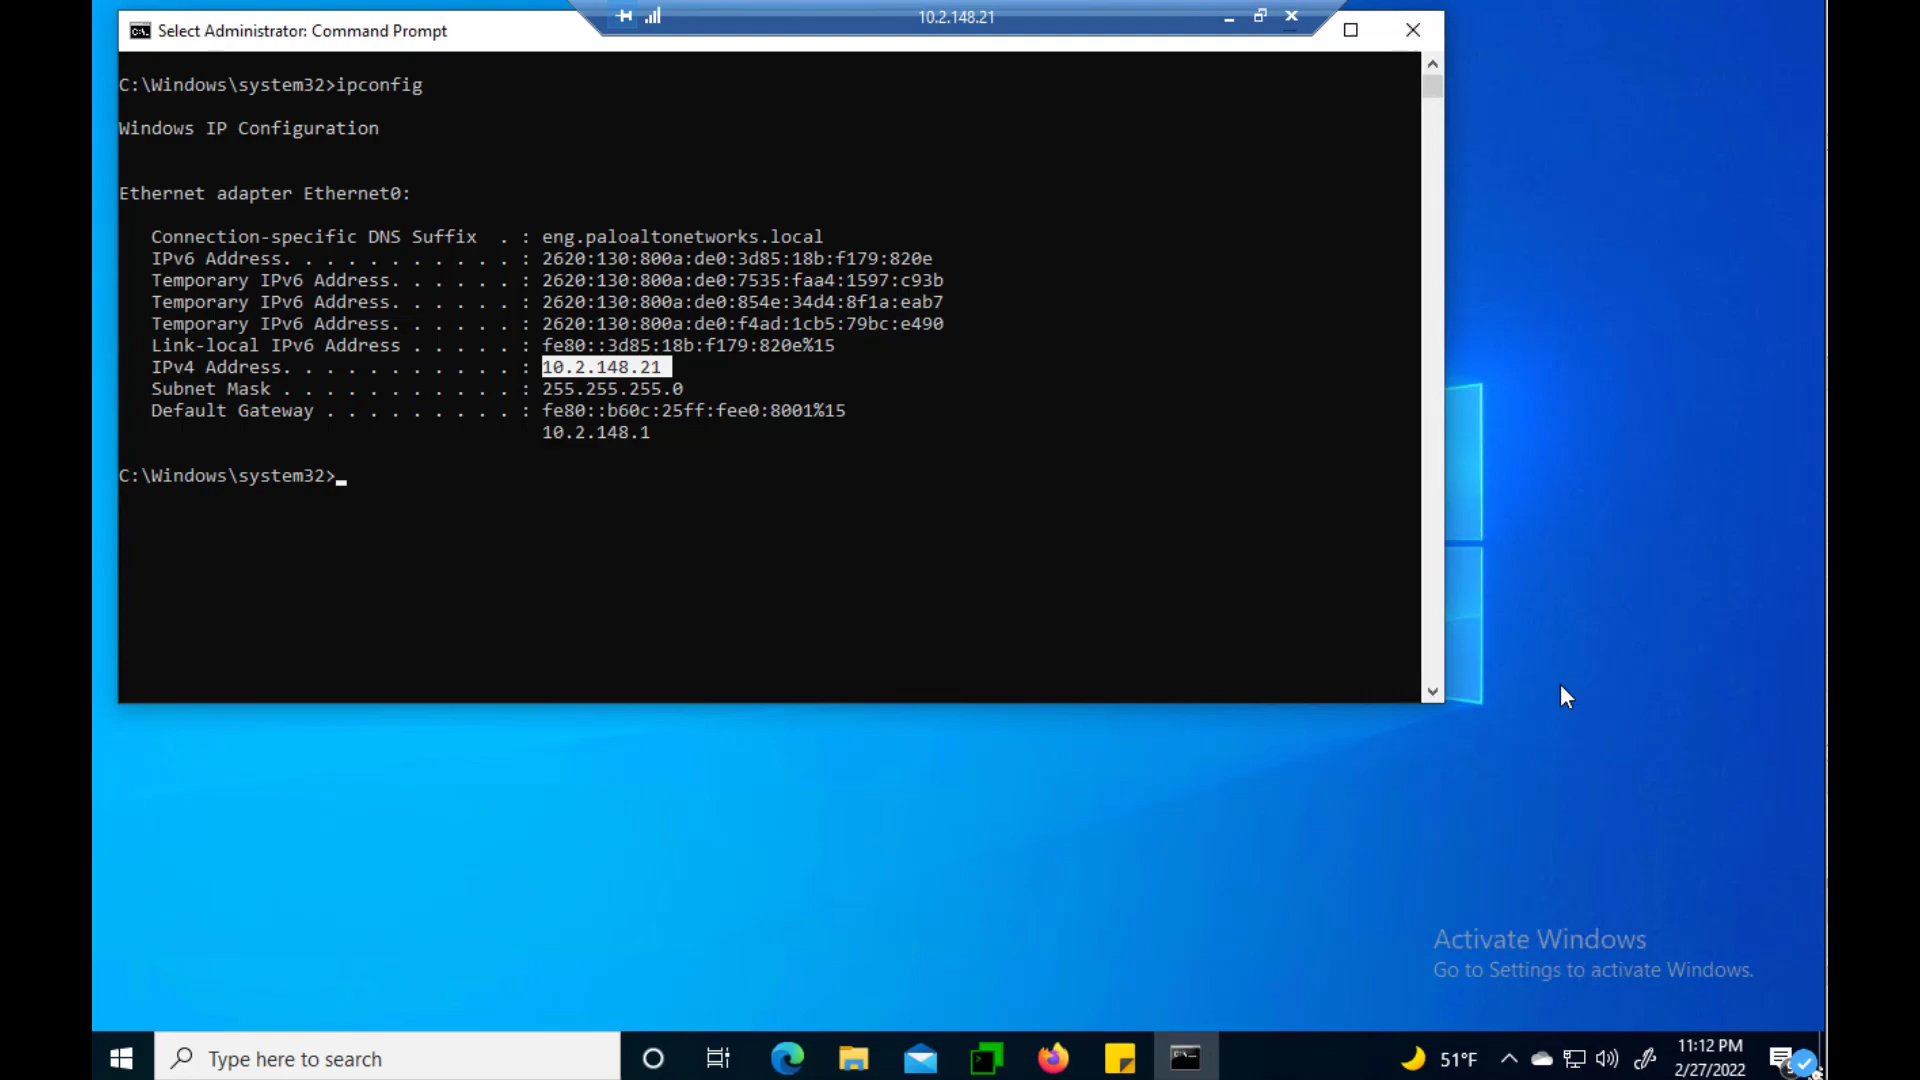 10.2.148.21
Select Administrator: Command Prompt
C:\Windows\system32>ipconfig
Windows IP Configuration
Ethernet adapter Ethernet0:
Connection-specific DNS Suffix  . : eng.paloaltonetworks.local
IPv6 Address. . . . . . . . . . . : 2620:130:800a:de0:3d85:18b:f179:820e
Temporary IPv6 Address. . . . . . : 2620:130:800a:de0:7535:faa4:1597:c93b
Temporary IPv6 Address. . . . . . : 2620:130:800a:de0:854e:34d4:8f1a:eab7
Temporary IPv6 Address. . . . . . : 2620:130:800a:de0:f4ad:1cb5:79bc:e490
Link-local IPv6 Address . . . . . : fe80::3d85:18b:f179:820e%15
IPv4 Address. . . . . . . . . . . : 10.2.148.21
Subnet Mask . . . . . . . . . . . : 255.255.255.0
Default Gateway . . . . . . . . . : fe80::b60c:25ff:fee0:8001%15
10.2.148.1
C:\Windows\system32>
Activate Windows
Go to Settings to activate Windows.
Type here to search
51°F
11:12 PM
2/27/2022